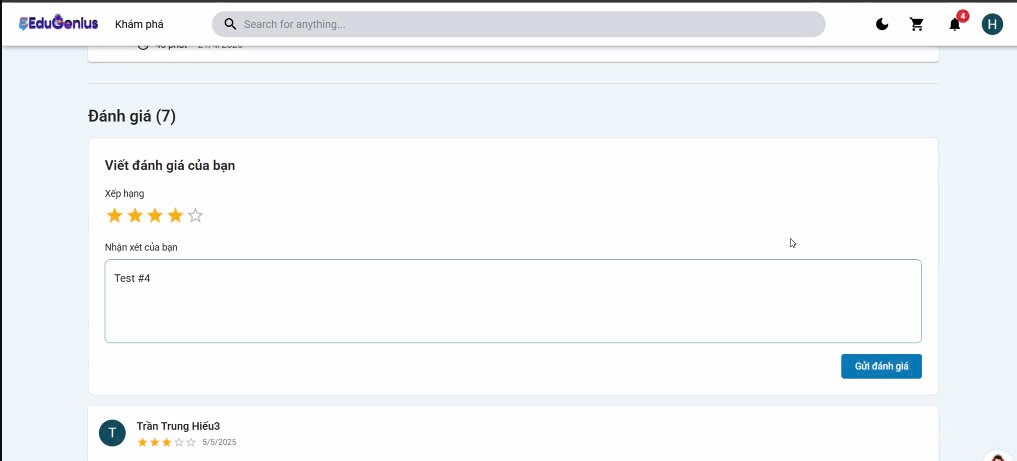 EduGenius
Khám phá
Search for anything...
4
H
Đánh giá (7)
Viết đánh giá của bạn
Xếp hạng
Nhận xét của bạn
Test #4
Gửi đánh giá
T
Trần Trung Hiếu3
5/5/2025